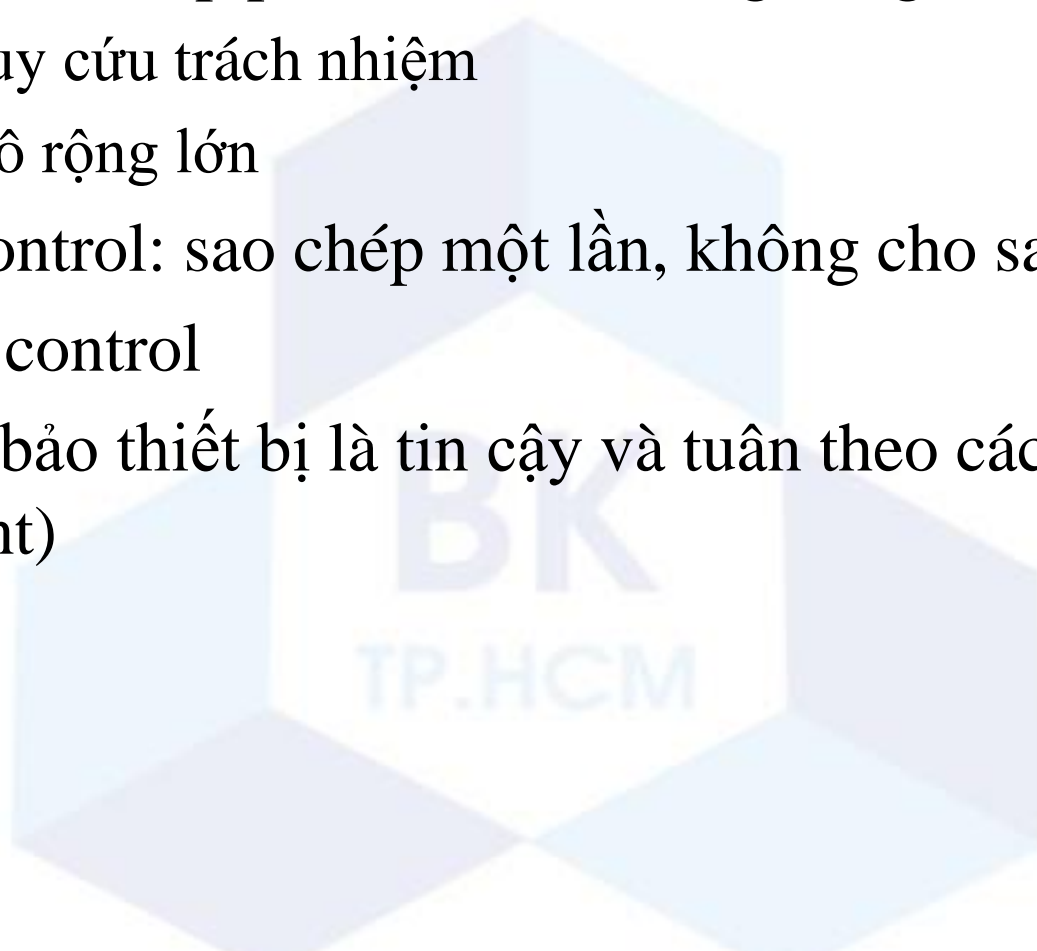 uy cứu trách nhiệm
ô rộng lớn
ontrol: sao chép một lần, không cho sa
control
bảo thiết bị là tin cậy và tuân theo các
nt)
BK
TP.HCM